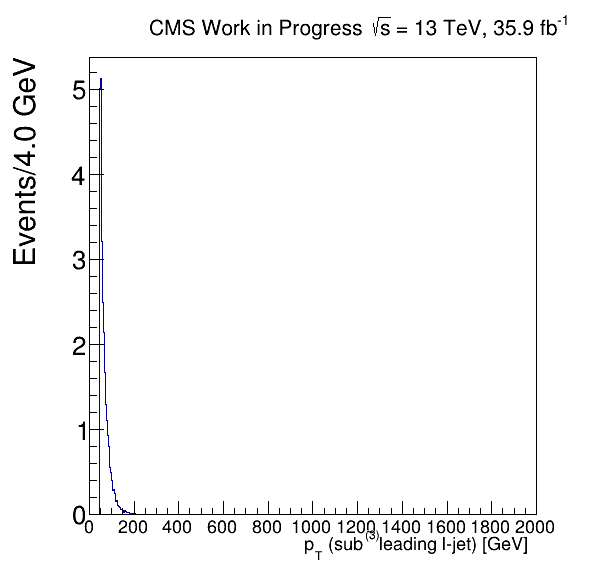 CMS Work in Progress √s = 13 TeV, 35.9 fb⁻¹
Events/4.0 GeV
5
4
3
2
1
0
0 200 400 600 800 1000 1200 1400 1600 1800 2000
p_T (sub⁽³⁾leading l-jet) [GeV]